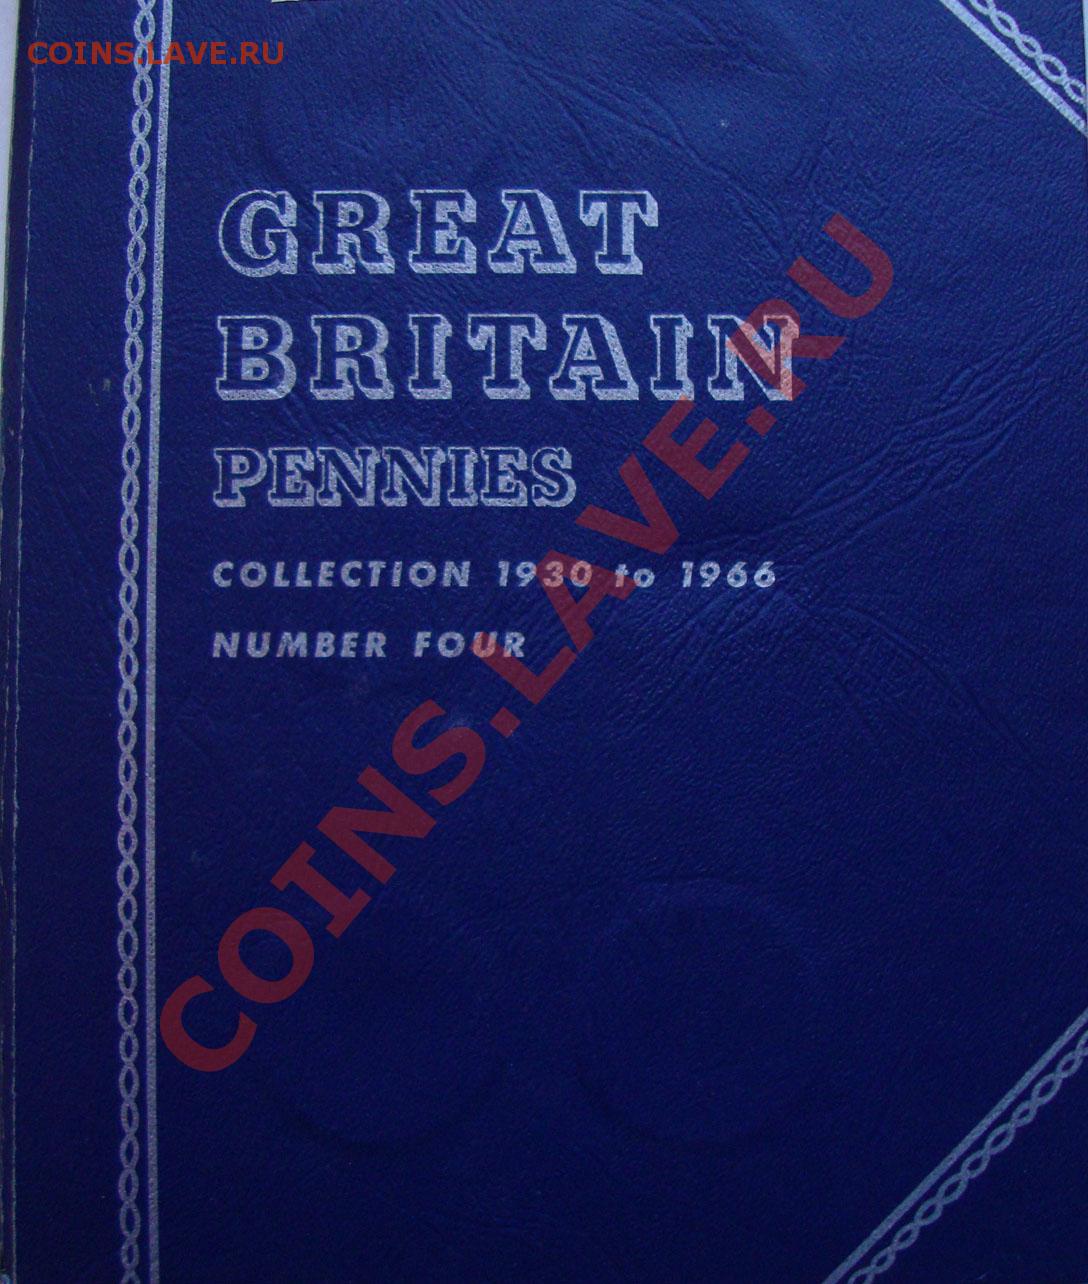 COINS.LAVE.RU
GREAT
BRITAIN
PENNIES
COLLECTION 1930 to 1966
NUMBER FOUR
COINS.LAVE.RU